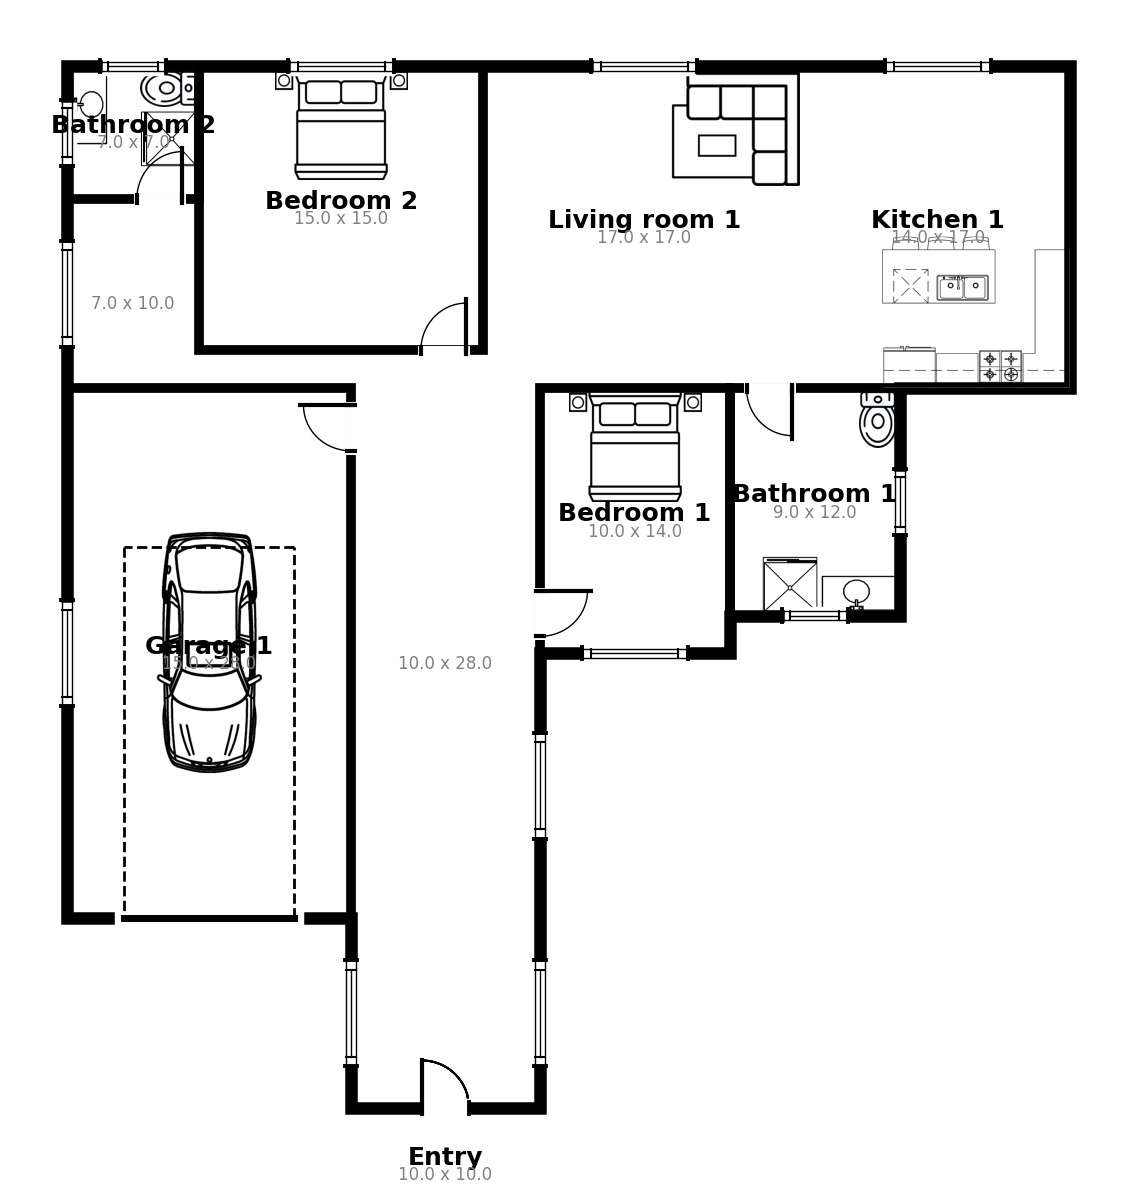 Bathroom 2
7.0 x 7.0
Bedroom 2
15.0 x 15.0
Living room 1
17.0 x 17.0
Kitchen 1
14.0 x 17.0
7.0 x 10.0
Bathroom 1
9.0 x 12.0
Bedroom 1
10.0 x 14.0
Garage 1
15.0 x 28.0
10.0 x 28.0
Entry
10.0 x 10.0